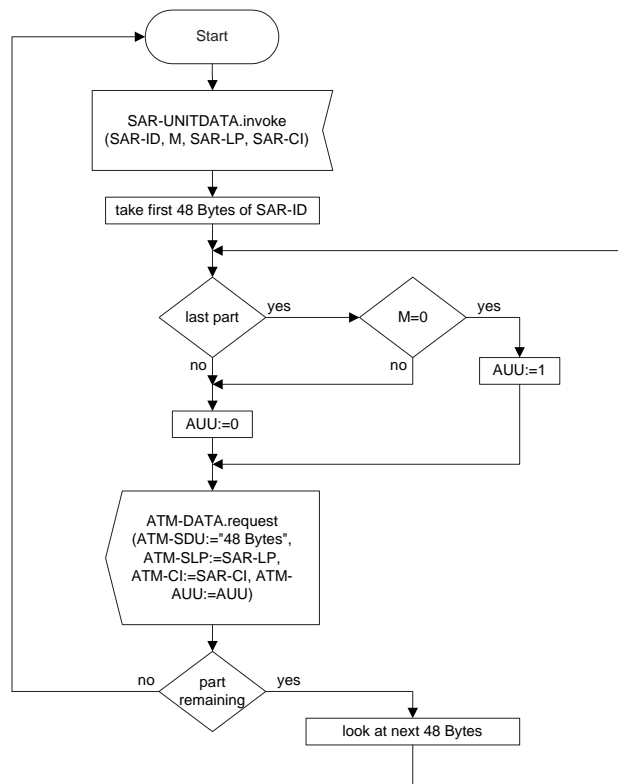 Start
SAR-UNITDATA.invoke
(SAR-ID, M, SAR-LP, SAR-CI)
take first 48 Bytes of SAR-ID
last part
yes
M=0
yes
no
no
AUU:=1
AUU:=0
ATM-DATA.request
(ATM-SDU:="48 Bytes",
ATM-SLP:=SAR-LP,
ATM-CI:=SAR-CI, ATM-
AUU:=AUU)
no
part
remaining
yes
look at next 48 Bytes